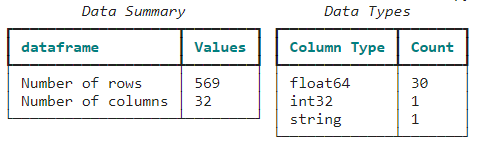 Data Summary
dataframe Values
Number of rows 569
Number of columns 32
Data Types
Column Type Count
float64 30
int32 1
string 1